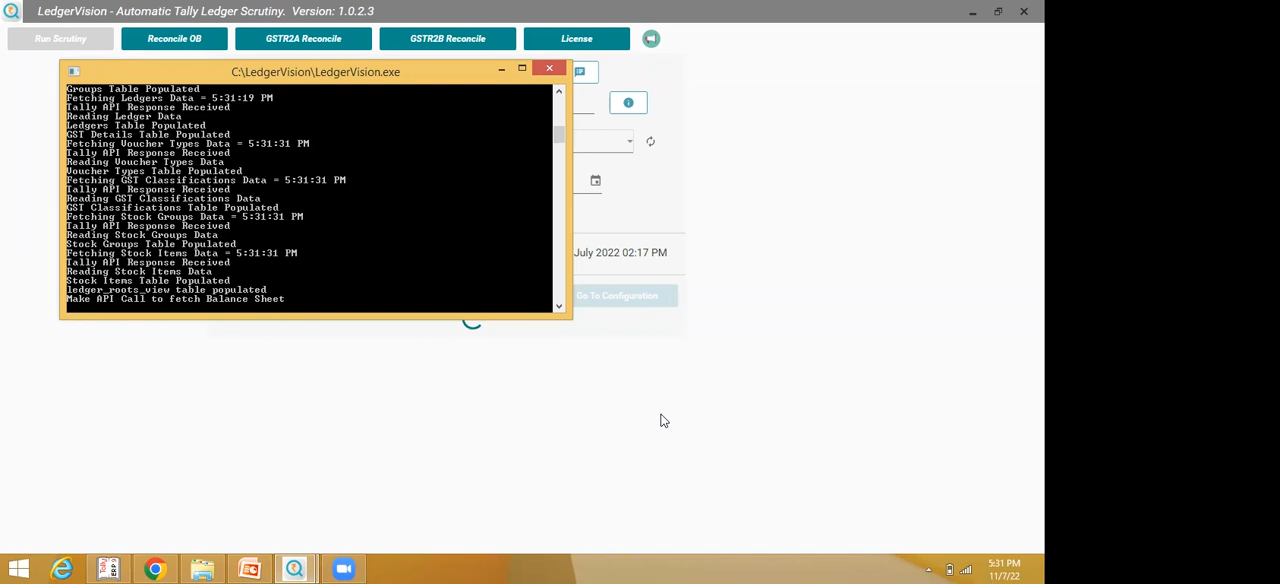 LedgerVision - Automatic Tally Ledger Scrutiny. Version: 1.0.2.3
Run Scrutiny
Reconcile OB
GSTR2A Reconcile
GSTR2B Reconcile
License
C:\LedgerVision\LedgerVision.exe
Groups Table Populated
Fetching Ledgers Data = 5:31:19 PM
Tally API Response Received
Reading Ledger Data
Ledgers Table Populated
GST Details Table Populated
Fetching Voucher Types Data = 5:31:31 PM
Tally API Response Received
Reading Voucher Types Data
Voucher Types Table Populated
Fetching GST Classifications Data = 5:31:31 PM
Tally API Response Received
Reading GST Classifications Data
GST Classifications Table Populated
Fetching Stock Groups Data = 5:31:31 PM
Tally API Response Received
Reading Stock Groups Data
Stock Groups Table Populated
Fetching Stock Items Data = 5:31:31 PM
Tally API Response Received
Reading Stock Items Data
Stock Items Table Populated
ledger_roots_view table populated
Make API Call to fetch Balance Sheet
July 2022 02:17 PM
Go To Configuration
Tally
ERP 9
5:31 PM
11/7/22